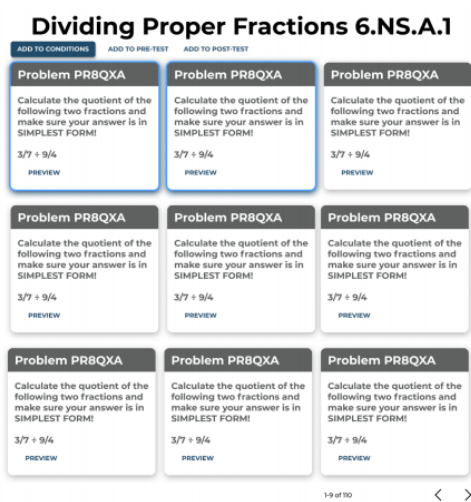 Dividing Proper Fractions 6.NS.A.1
ADD TO CONDITIONS ADD TO PRE-TEST ADD TO POST-TEST
Problem PR8QXA
Calculate the quotient of the
following two fractions and
make sure your answer is in
SIMPLEST FORM!
3/7 ÷ 9/4
PREVIEW
Problem PR8QXA
Calculate the quotient of the
following two fractions and
make sure your answer is in
SIMPLEST FORM!
3/7 ÷ 9/4
PREVIEW
Problem PR8QXA
Calculate the quotient of the
following two fractions and
make sure your answer is in
SIMPLEST FORM!
3/7 ÷ 9/4
PREVIEW
Problem PR8QXA
Calculate the quotient of the
following two fractions and
make sure your answer is in
SIMPLEST FORM!
3/7 ÷ 9/4
PREVIEW
Problem PR8QXA
Calculate the quotient of the
following two fractions and
make sure your answer is in
SIMPLEST FORM!
3/7 ÷ 9/4
PREVIEW
Problem PR8QXA
Calculate the quotient of the
following two fractions and
make sure your answer is in
SIMPLEST FORM!
3/7 ÷ 9/4
PREVIEW
Problem PR8QXA
Calculate the quotient of the
following two fractions and
make sure your answer is in
SIMPLEST FORM!
3/7 ÷ 9/4
PREVIEW
Problem PR8QXA
Calculate the quotient of the
following two fractions and
make sure your answer is in
SIMPLEST FORM!
3/7 ÷ 9/4
PREVIEW
Problem PR8QXA
Calculate the quotient of the
following two fractions and
make sure your answer is in
SIMPLEST FORM!
3/7 ÷ 9/4
PREVIEW
1-9 of 110